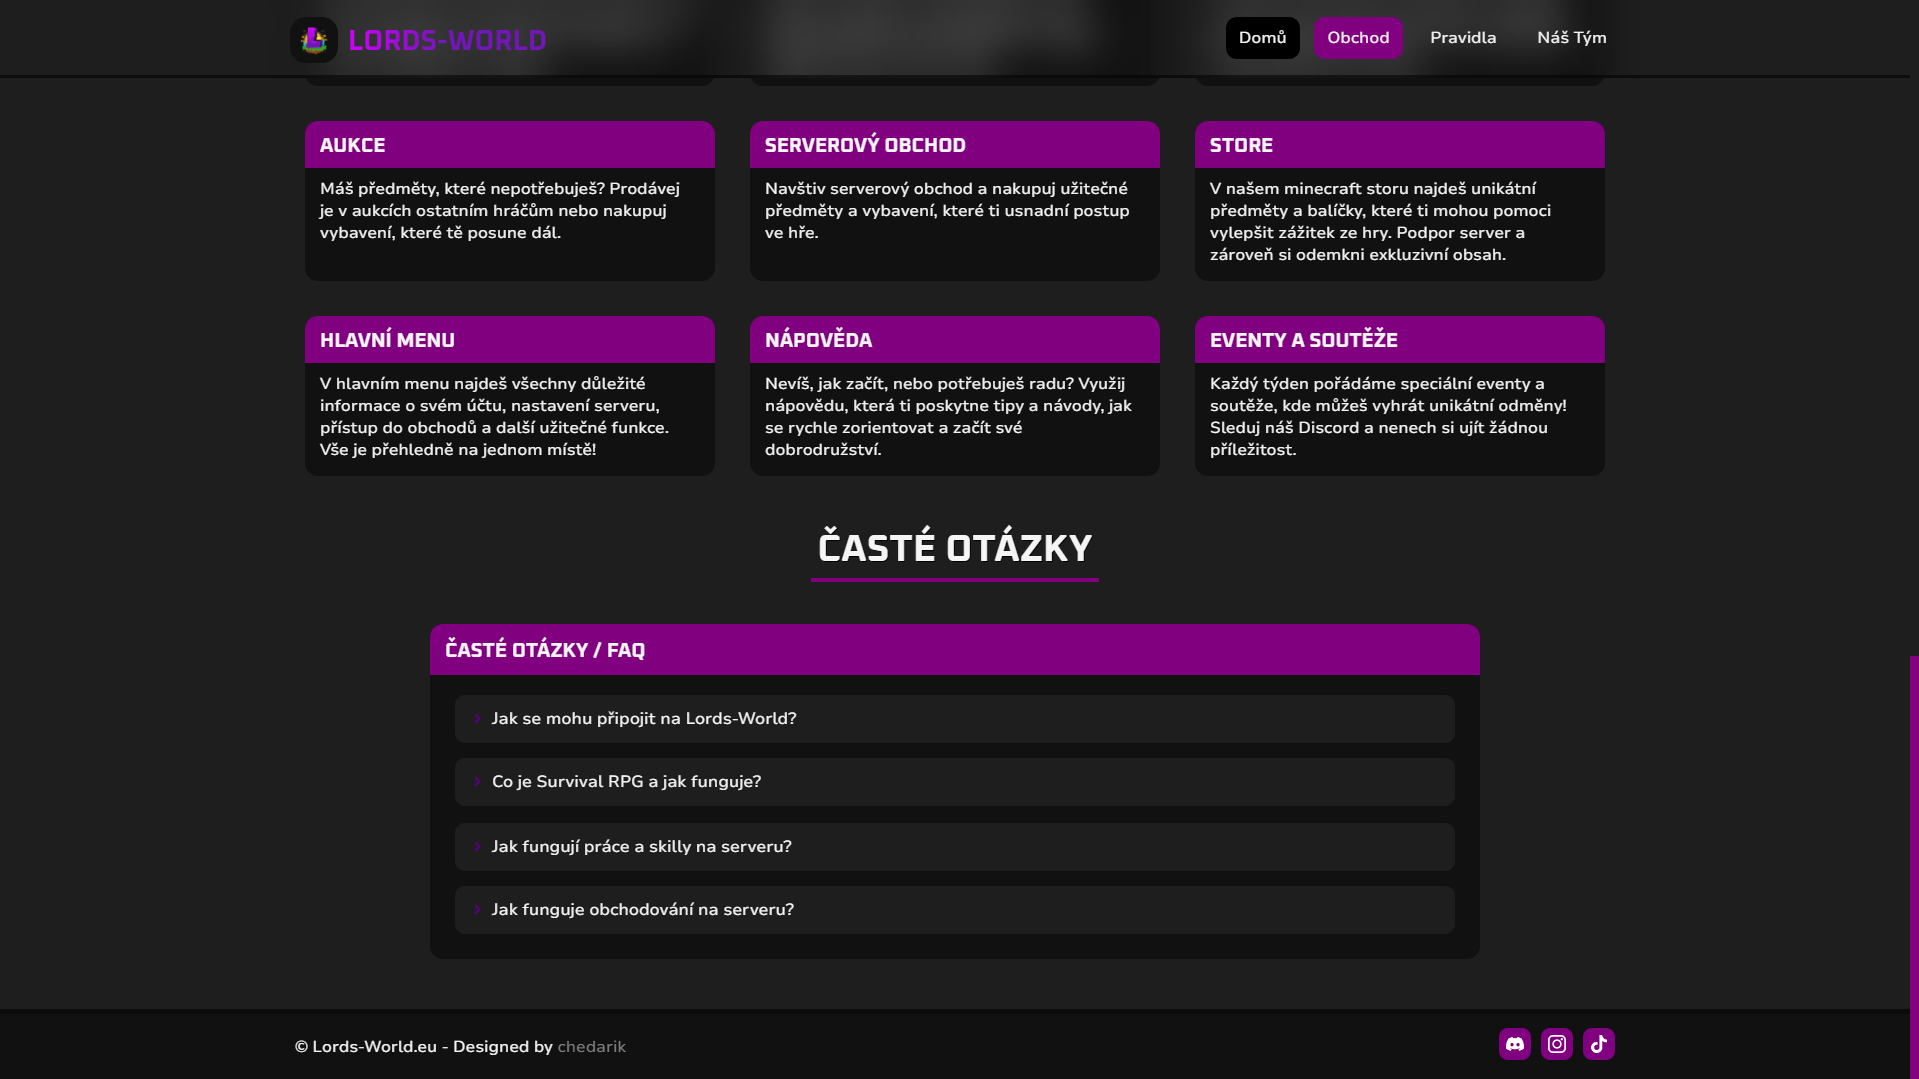 LORDS-WORLD
Domů
Obchod
Pravidla
Náš Tým
AUKCE
Máš předměty, které nepotřebuješ? Prodávej
je v aukcích ostatním hráčům nebo nakupuj
vybavení, které tě posune dál.
SERVEROVÝ OBCHOD
Navštiv serverový obchod a nakupuj užitečné
předměty a vybavení, které ti usnadní postup
ve hře.
STORE
V našem minecraft storu najdeš unikátní
předměty a balíčky, které ti mohou pomoci
vylepšit zážitek ze hry. Podpor server a
zároveň si odemkni exkluzivní obsah.
HLAVNÍ MENU
V hlavním menu najdeš všechny důležité
informace o svém účtu, nastavení serveru,
přístup do obchodů a další užitečné funkce.
Vše je přehledně na jednom místě!
NÁPOVĚDA
Nevíš, jak začít, nebo potřebuješ radu? Využij
nápovědu, která ti poskytne tipy a návody, jak
se rychle zorientovat a začít své
dobrodružství.
EVENTY A SOUTĚŽE
Každý týden pořádáme speciální eventy a
soutěže, kde můžeš vyhrát unikátní odměny!
Sleduj náš Discord a nenech si ujít žádnou
příležitost.
ČASTÉ OTÁZKY
ČASTÉ OTÁZKY / FAQ
Jak se mohu připojit na Lords-World?
Co je Survival RPG a jak funguje?
Jak fungují práce a skilly na serveru?
Jak funguje obchodování na serveru?
© Lords-World.eu - Designed by chedarik